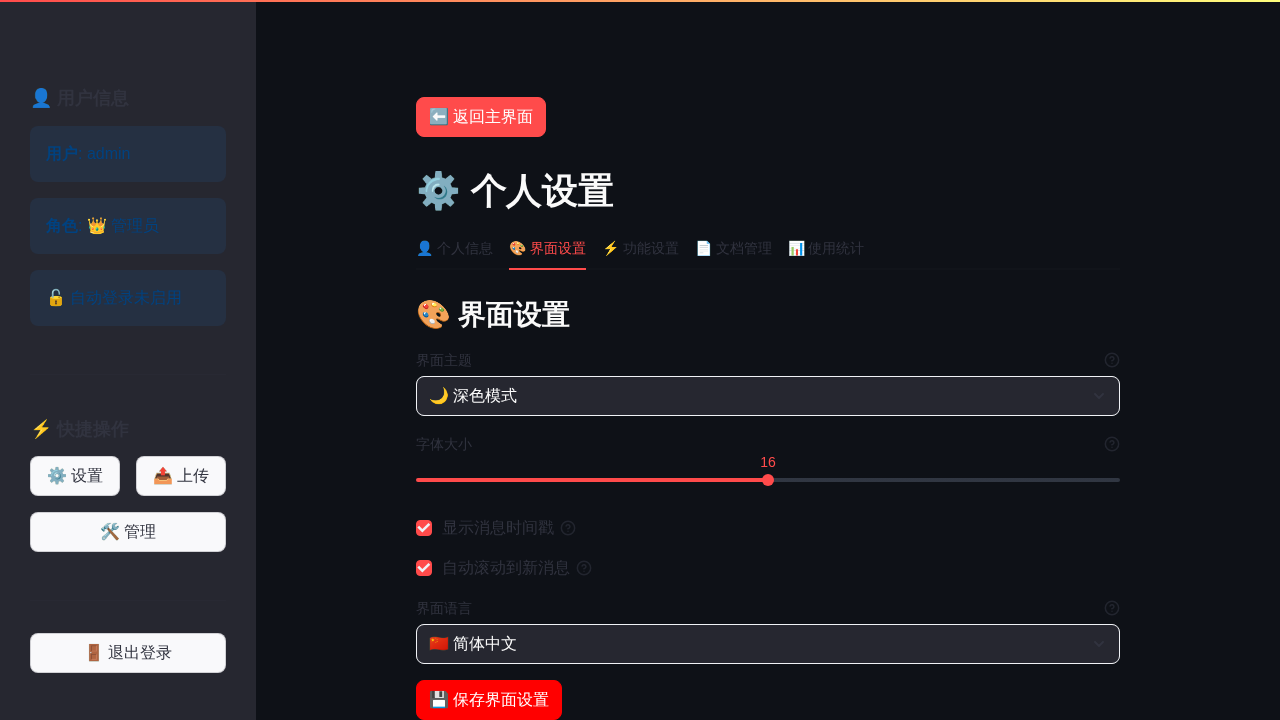 👤 用户信息
用户: admin
角色: 👑 管理员
🔓 自动登录未启用
⚡ 快捷操作
⚙️ 设置
📤 上传
🛠️ 管理
🚪 退出登录
⬅️ 返回主界面
⚙️ 个人设置
👤 个人信息 🎨 界面设置 ⚡ 功能设置 📄 文档管理 📊 使用统计
🎨 界面设置
界面主题
🌙 深色模式
字体大小
16
显示消息时间戳
自动滚动到新消息
界面语言
🇨🇳 简体中文
💾 保存界面设置